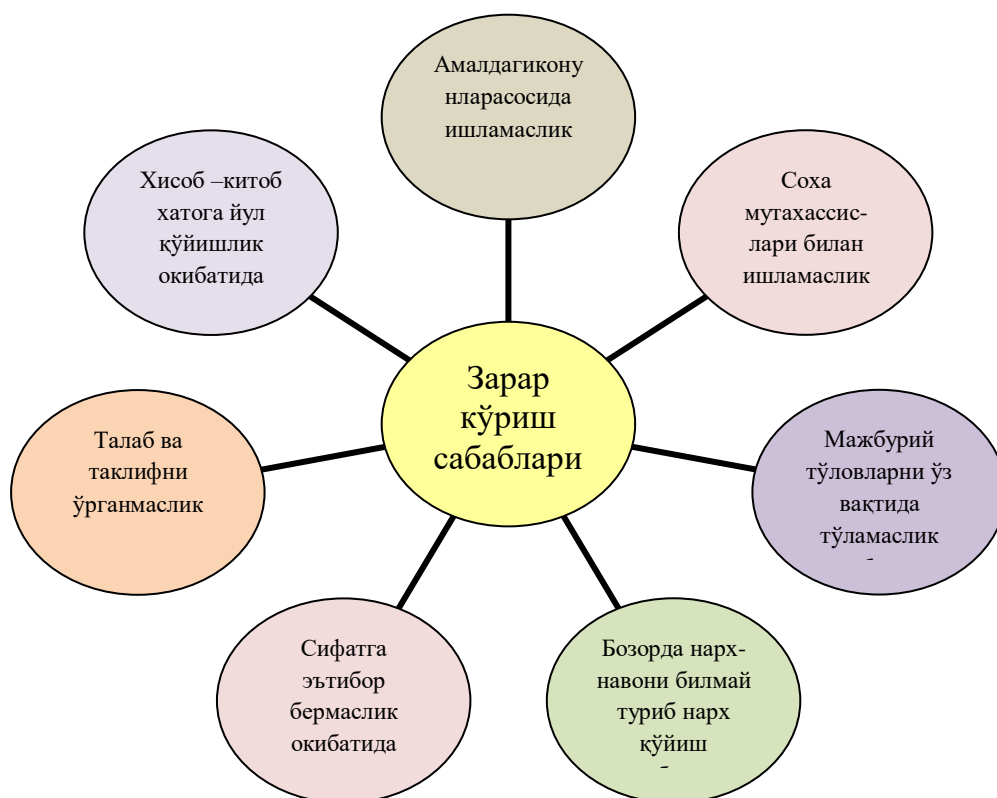 Амалдагикону
нларасосида
ишламаслик
Соха
мутахассис-
лари билан
ишламаслик
Мажбурий
тўловларни ўз
вақтида
тўламаслик
Бозорда нарх-
навони билмай
туриб нарх
қўйиш
Сифатга
эътибор
бермаслик
окибатида
Талаб ва
таклифни
ўрганмаслик
Хисоб –китоб
хатога йул
қўйишлик
окибатида
Зарар
кўриш
сабаблари